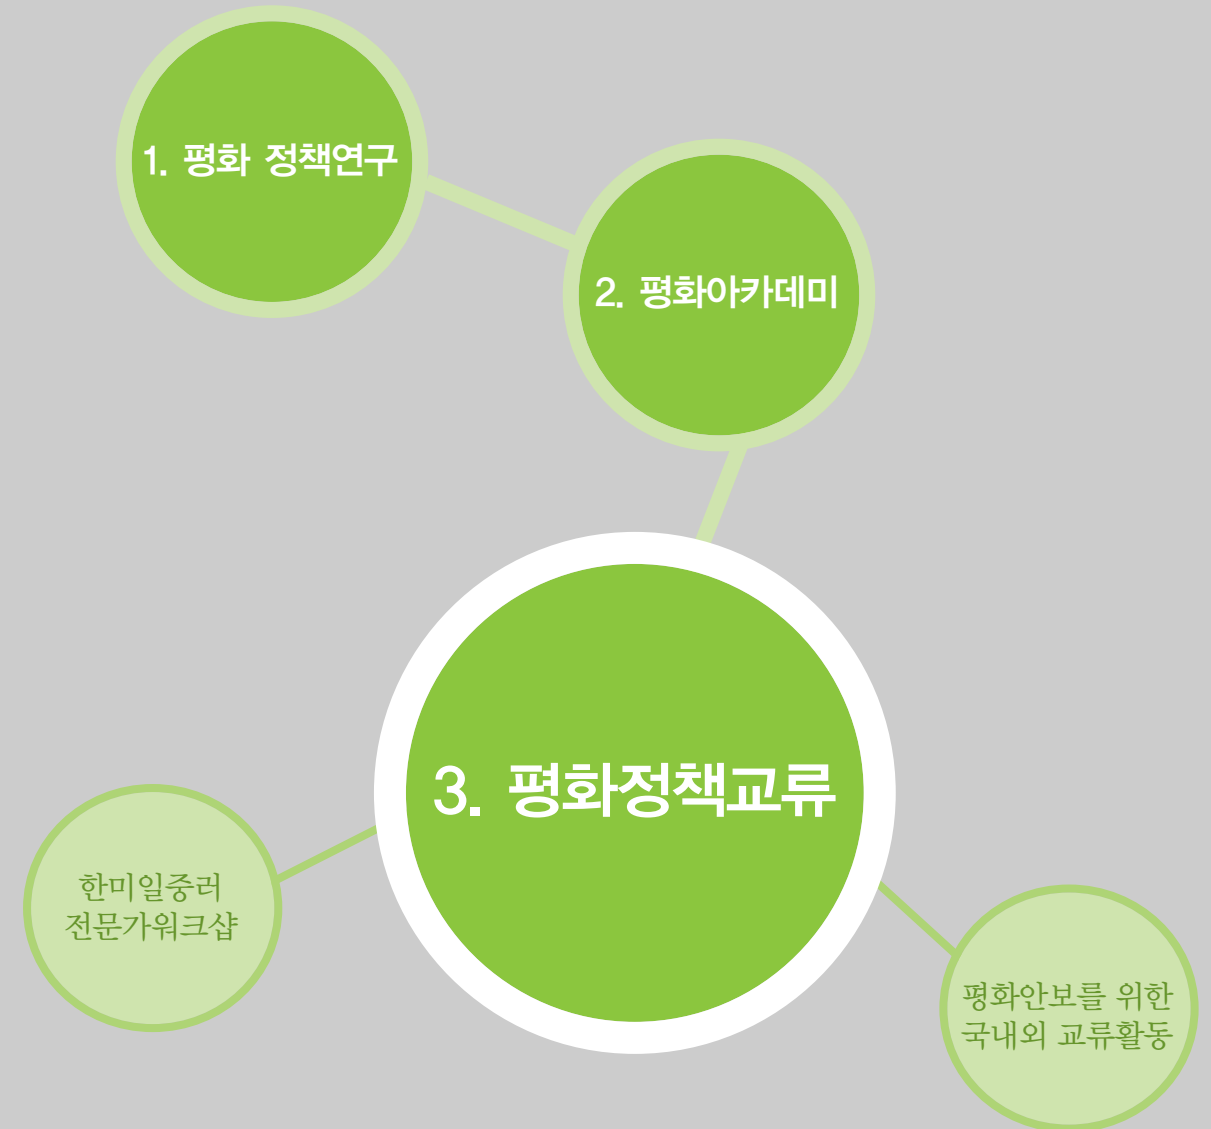 1. 평화 정책연구
2. 평화아카데미
3. 평화정책교류
한미일중러
전문가워크샵
평화안보를 위한
국내외 교류활동